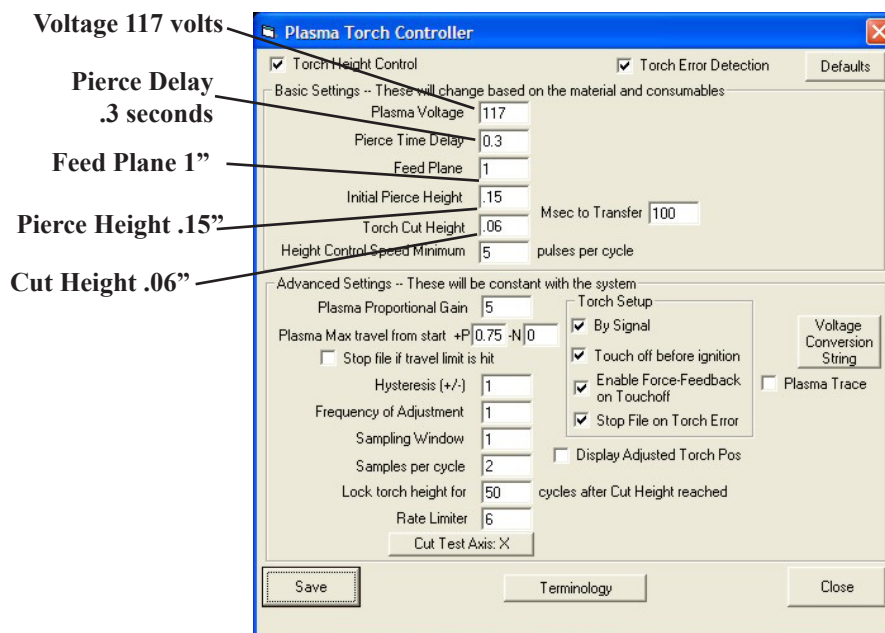 Voltage 117 volts
Pierce Delay
.3 seconds
Feed Plane 1”
Pierce Height .15”
Cut Height .06”
Plasma Torch Controller
Torch Height Control
Torch Error Detection
Defaults
Basic Settings -- These will change based on the material and consumables
Plasma Voltage 117
Pierce Time Delay 0.3
Feed Plane 1
Initial Pierce Height .15
Msec to Transfer 100
Torch Cut Height .06
Height Control Speed Minimum 5 pulses per cycle
Advanced Settings -- These will be constant with the system
Plasma Proportional Gain 5
Plasma Max travel from start +P 0.75 -N 0
Stop file if travel limit is hit
Hysteresis (+/-) 1
Frequency of Adjustment 1
Sampling Window 1
Samples per cycle 2
Lock torch height for 50 cycles after Cut Height reached
Rate Limiter 6
Cut Test Axis: X
Torch Setup
By Signal
Touch off before ignition
Enable Force-Feedback
on Touchoff
Stop File on Torch Error
Display Adjusted Torch Pos
Voltage
Conversion
String
Plasma Trace
Save
Terminology
Close